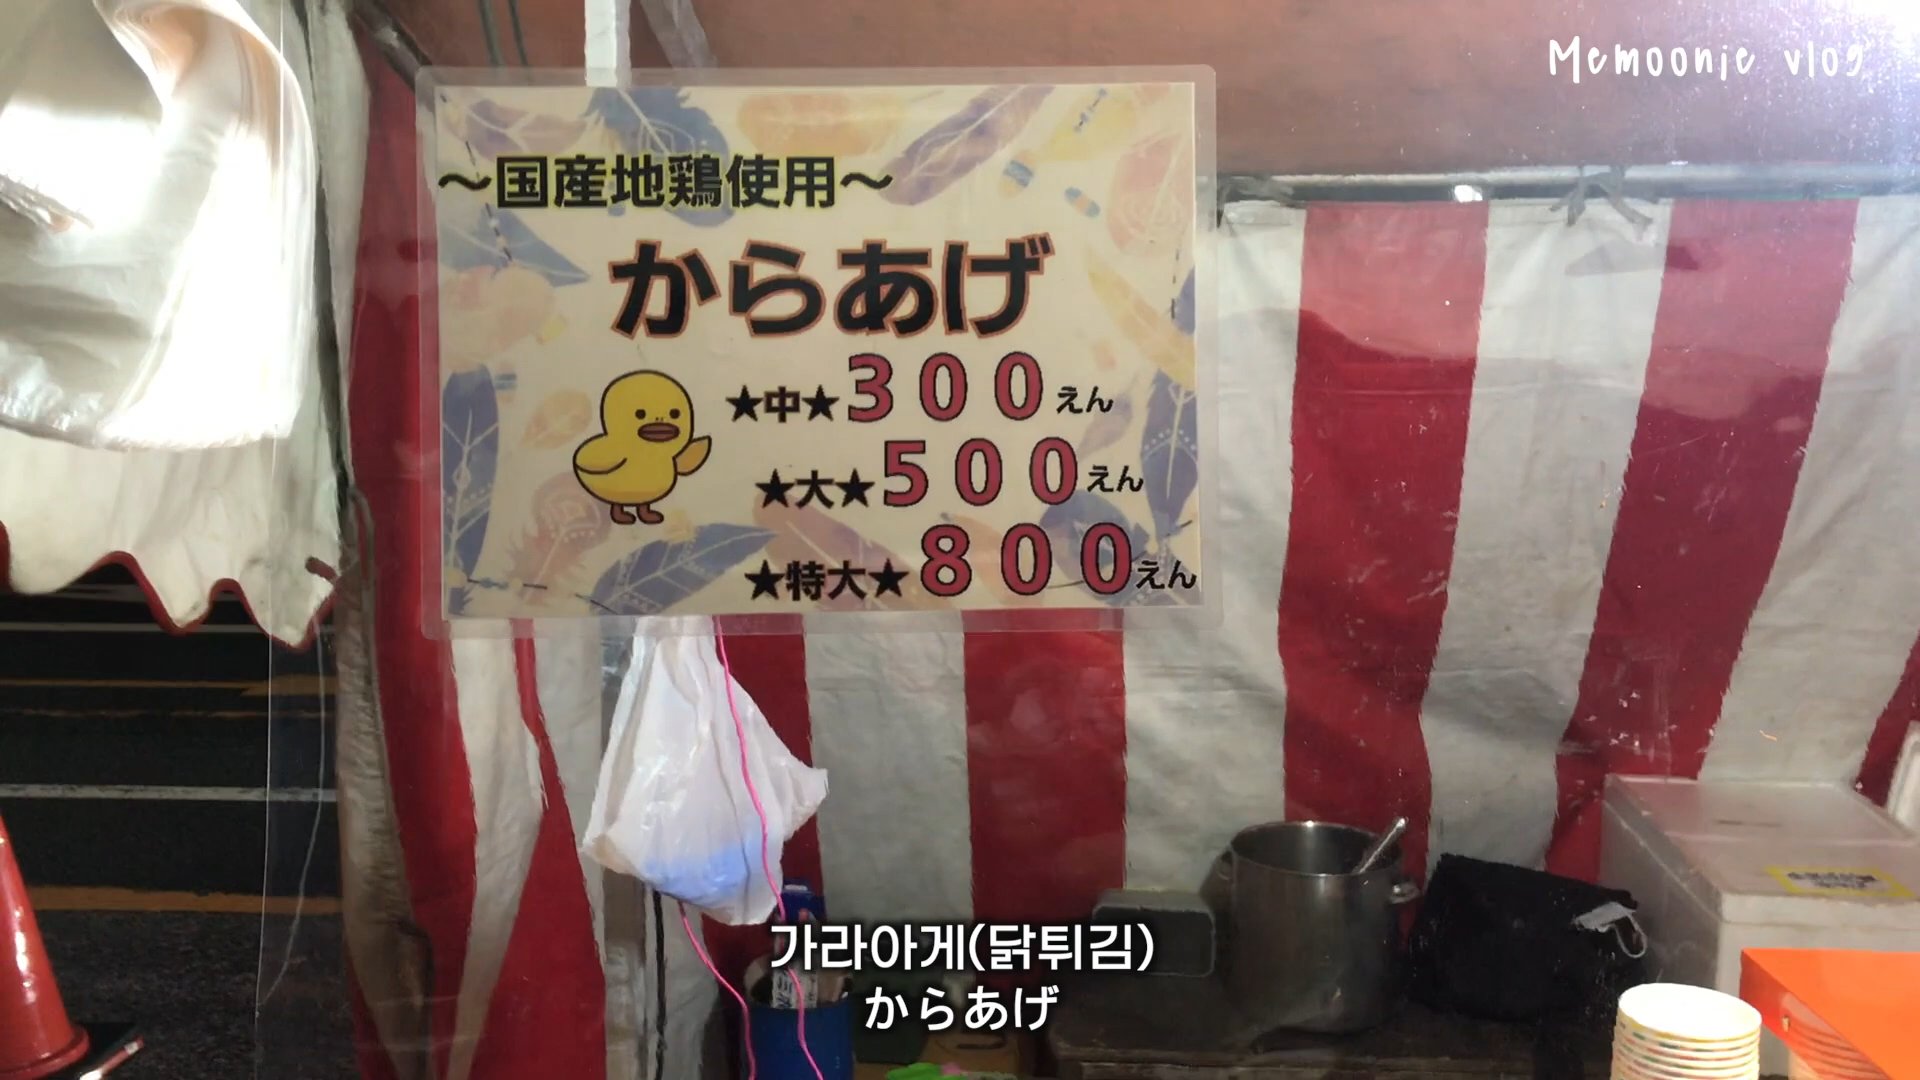 Memoonie vlog
～国産地鶏使用～
からあげ
★中★300えん
★大★500えん
★特大★800えん
가라아게(닭튀김)
からあげ